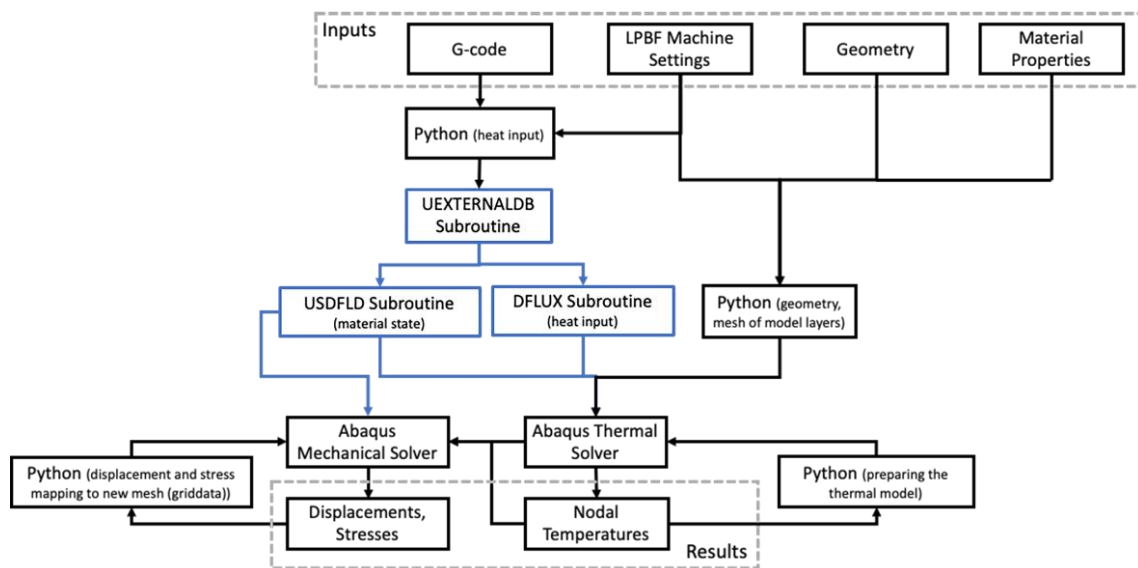 Inputs
G-code
LPBF Machine
Settings
Geometry
Material
Properties
Python (heat input)
UEXTERNALDB
Subroutine
USDFLD Subroutine
(material state)
DFLUX Subroutine
(heat input)
Python (geometry,
mesh of model layers)
Abaqus
Mechanical Solver
Abaqus Thermal
Solver
Python (displacement and stress
mapping to new mesh (griddata))
Python (preparing the
thermal model)
Displacements,
Stresses
Nodal
Temperatures
Results